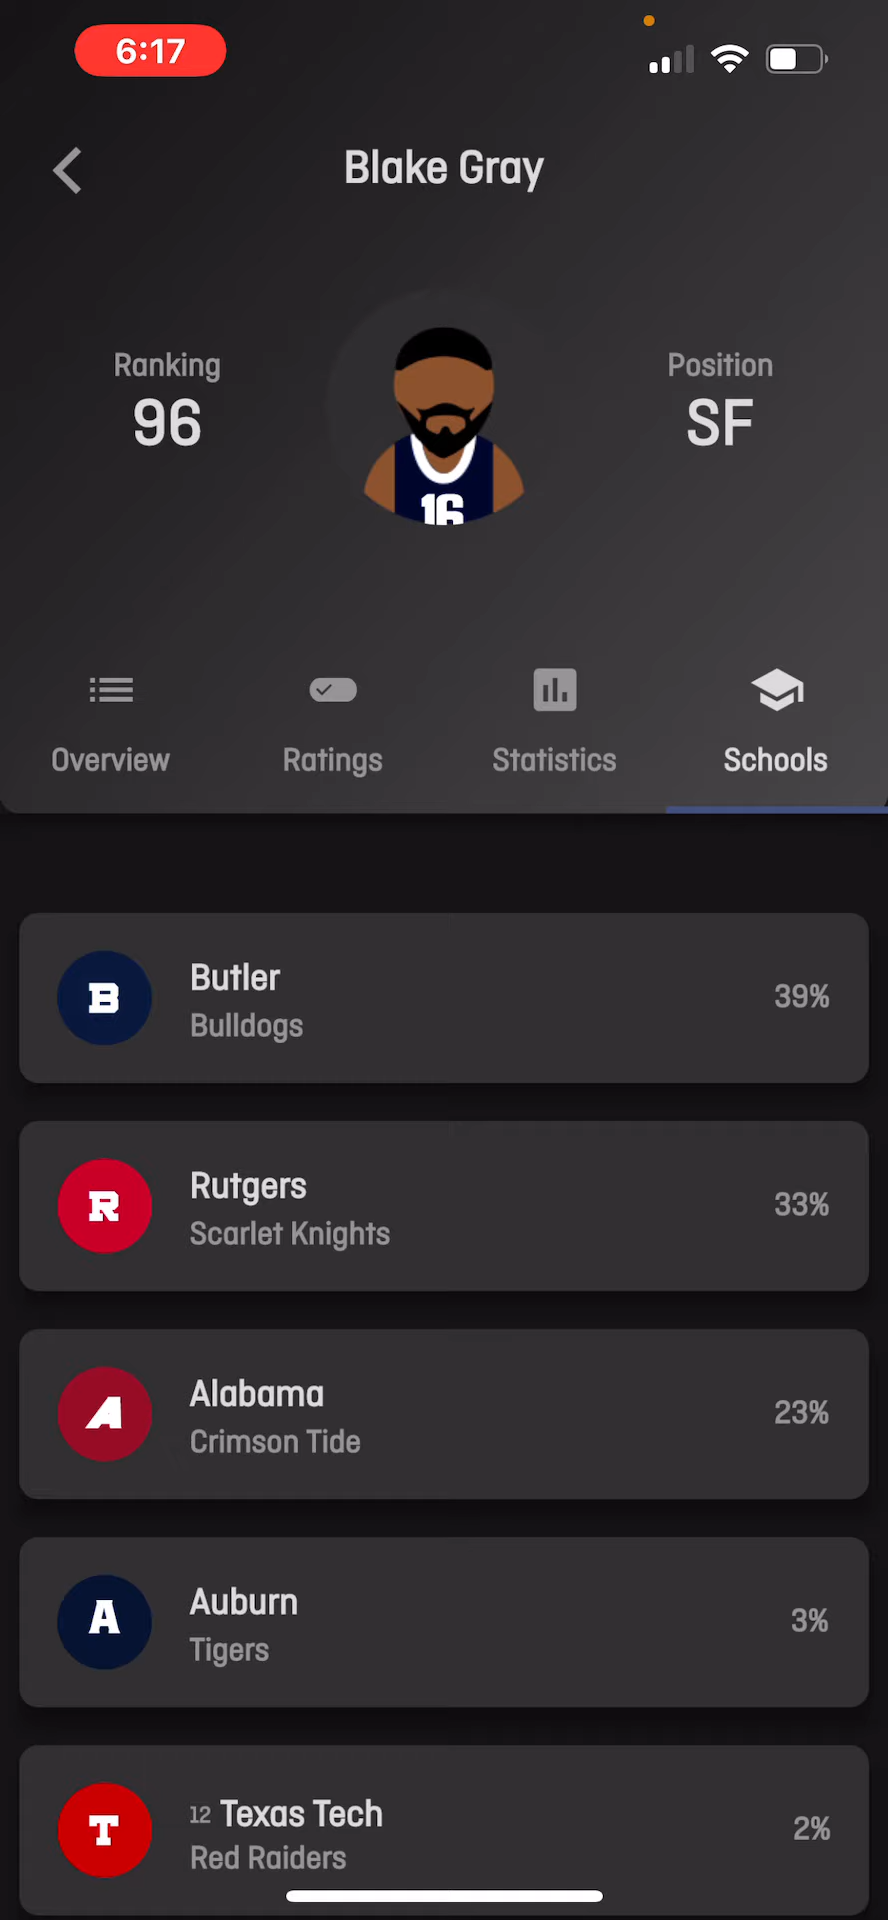 6:17
Blake Gray
Ranking
96
Position
SF
16
Overview
Ratings
Statistics
Schools
B
Butler
Bulldogs
39%
R
Rutgers
Scarlet Knights
33%
A
Alabama
Crimson Tide
23%
A
Auburn
Tigers
3%
T
12 Texas Tech
Red Raiders
2%